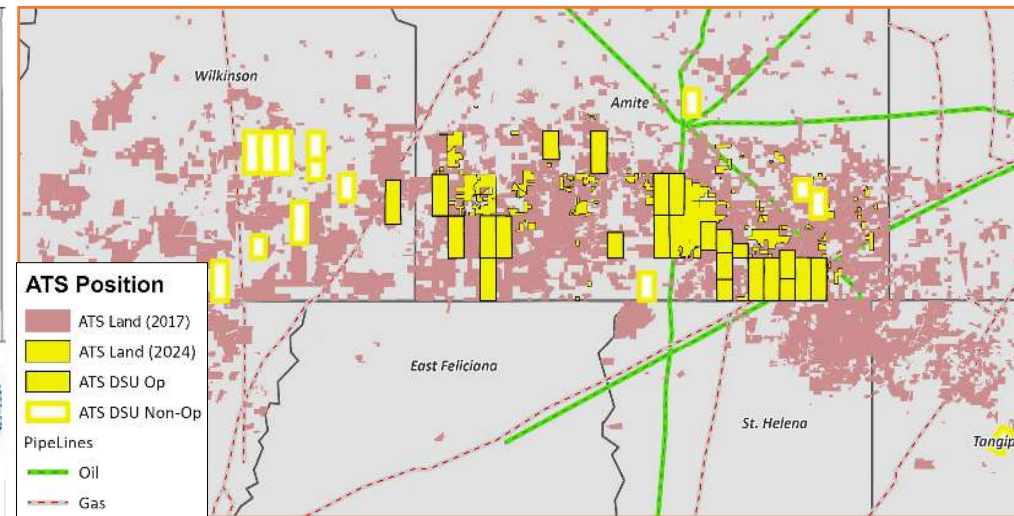 Wilkinson
Amite
ATS Position
ATS Land (2017)
ATS Land (2024)
ATS DSU Op
ATS DSU Non-Op
PipeLines
Oil
Gas
East Feliciana
St. Helena
Tangip